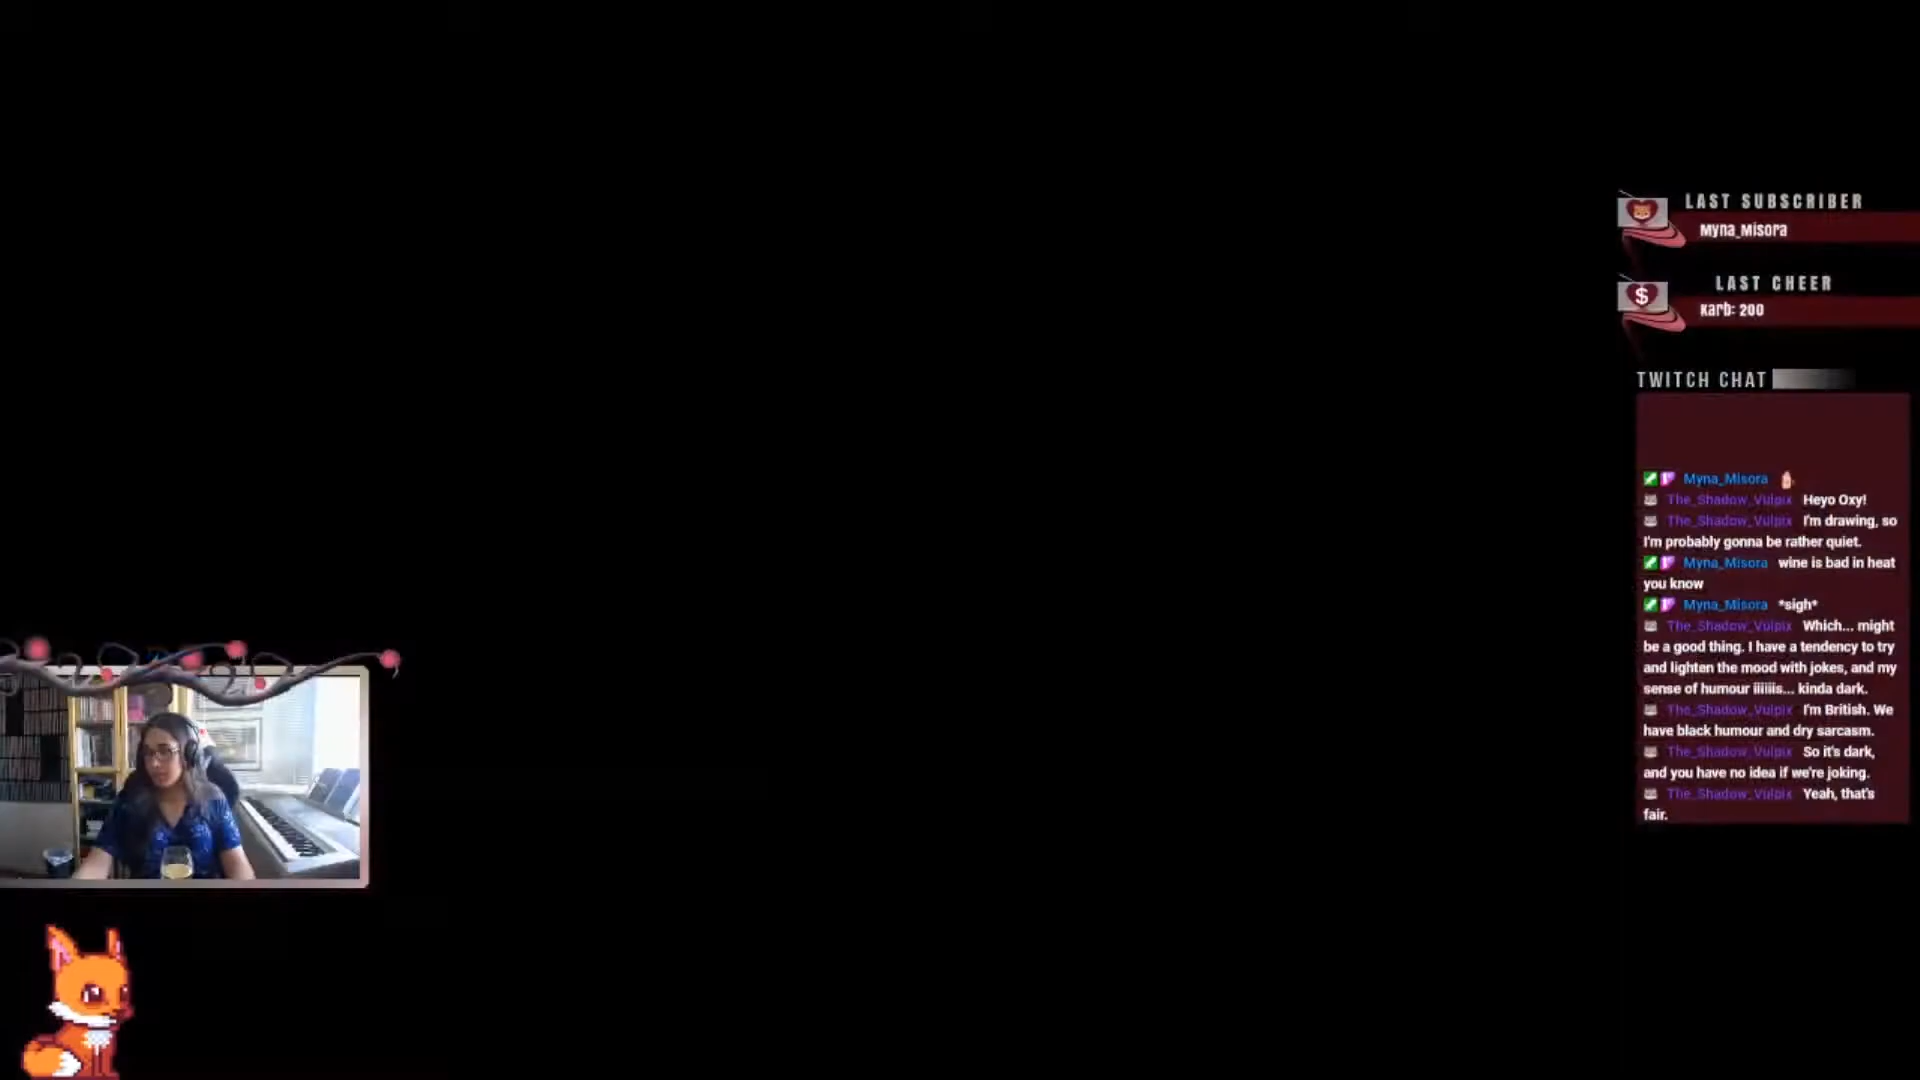 LAST SUBSCRIBER
Myna_Misora
LAST CHEER
$
Karb: 200
TWITCH CHAT
Myna_Misora
The_Shadow_Vulpix Heyo Oxy!
The_Shadow_Vulpix I'm drawing, so
I'm probably gonna be rather quiet.
Myna_Misora wine is bad in heat
you know
Myna_Misora *sigh*
The_Shadow_Vulpix Which... might
be a good thing. I have a tendency to try
and lighten the mood with jokes, and my
sense of humour iiiiiis... kinda dark.
The_Shadow_Vulpix I'm British. We
have black humour and dry sarcasm.
The_Shadow_Vulpix So it's dark,
and you have no idea if we're joking.
The_Shadow_Vulpix Yeah, that's
fair.